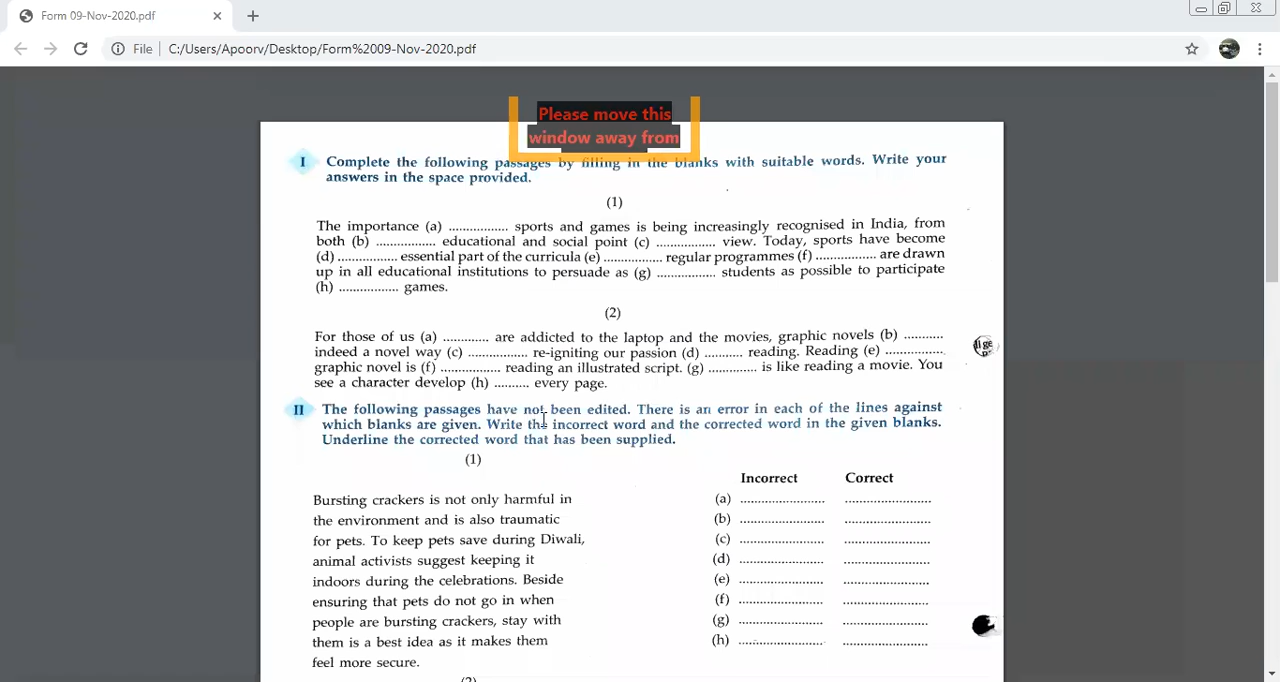 Form 09-Nov-2020.pdf
File C:/Users/Apoorv/Desktop/Form%2009-Nov-2020.pdf
Please move this
window away from
I Complete the following passages by filling in the blanks with suitable words. Write your
answers in the space provided.
(1)
The importance (a) ................ sports and games is being increasingly recognised in India, from
both (b) ................ educational and social point (c) ................ view. Today, sports have become
(d) ................ essential part of the curricula (e) ................ regular programmes (f) ................ are drawn
up in all educational institutions to persuade as (g) ................ students as possible to participate
(h) ................ games.
(2)
For those of us (a) ............ are addicted to the laptop and the movies, graphic novels (b) ..........
indeed a novel way (c) ................ re-igniting our passion (d) .......... reading. Reading (e) ................
graphic novel is (f) ................ reading an illustrated script. (g) ............. is like reading a movie. You
see a character develop (h) ......... every page.
II The following passages have not been edited. There is an error in each of the lines against
which blanks are given. Write the incorrect word and the corrected word in the given blanks.
Underline the corrected word that has been supplied.
(1)
Incorrect Correct
Bursting crackers is not only harmful in (a) ........................ ........................
the environment and is also traumatic (b) ........................ ........................
for pets. To keep pets save during Diwali, (c) ........................ ........................
animal activists suggest keeping it (d) ........................ ........................
indoors during the celebrations. Beside (e) ........................ ........................
ensuring that pets do not go in when (f) ........................ ........................
people are bursting crackers, stay with (g) ........................ ........................
them is a best idea as it makes them (h) ........................ ........................
feel more secure.